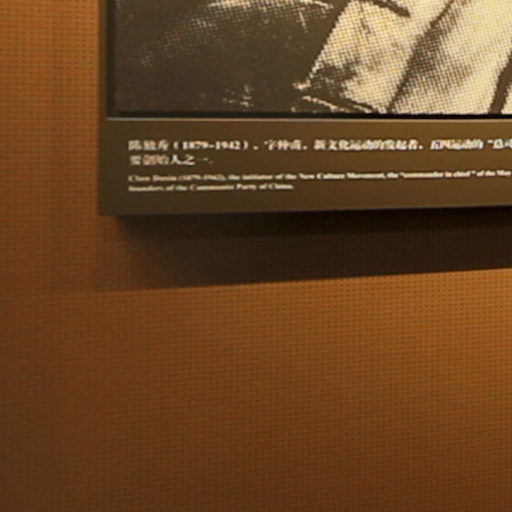 陈独秀（1879-1942），字仲甫。新文化运动的发起者，五四运动的“总司
要创始人之一。
Chen Duxiu (1879-1942), the initiator of the New Culture Movement, the "commander in chief" of the May
founders of the Communist Party of China.